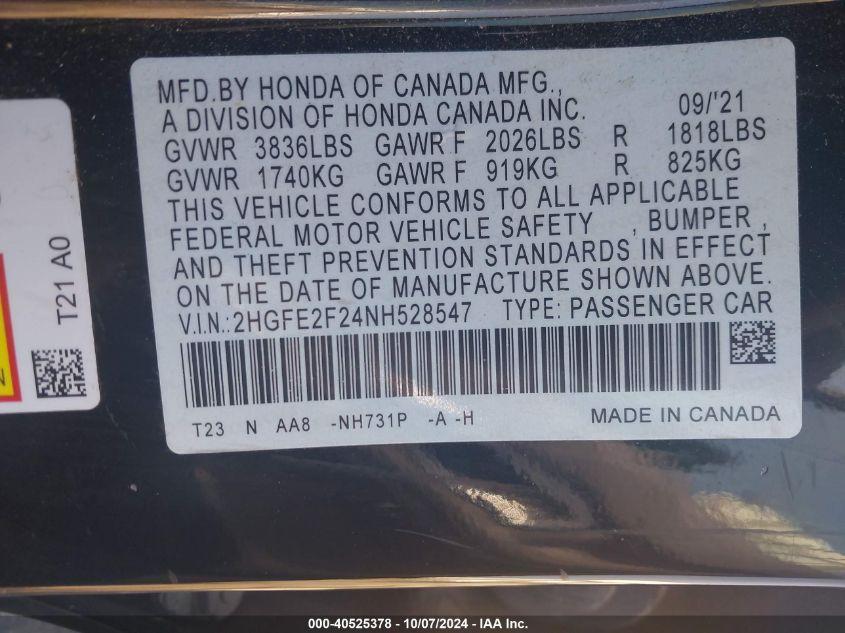 MFD.BY HONDA OF CANADA MFG.,
A DIVISION OF HONDA CANADA INC. 09/'21
GVWR 3836LBS GAWR F 2026LBS R 1818LBS
GVWR 1740KG GAWR F 919KG R 825KG
THIS VEHICLE CONFORMS TO ALL APPLICABLE
FEDERAL MOTOR VEHICLE SAFETY , BUMPER ,
AND THEFT PREVENTION STANDARDS IN EFFECT
ON THE DATE OF MANUFACTURE SHOWN ABOVE.
V.I.N.:2HGFE2F24NH528547 TYPE: PASSENGER CAR
T23 N AA8 -NH731P -A -H MADE IN CANADA
T21 A0
000-40525378 - 10/07/2024 - IAA Inc.